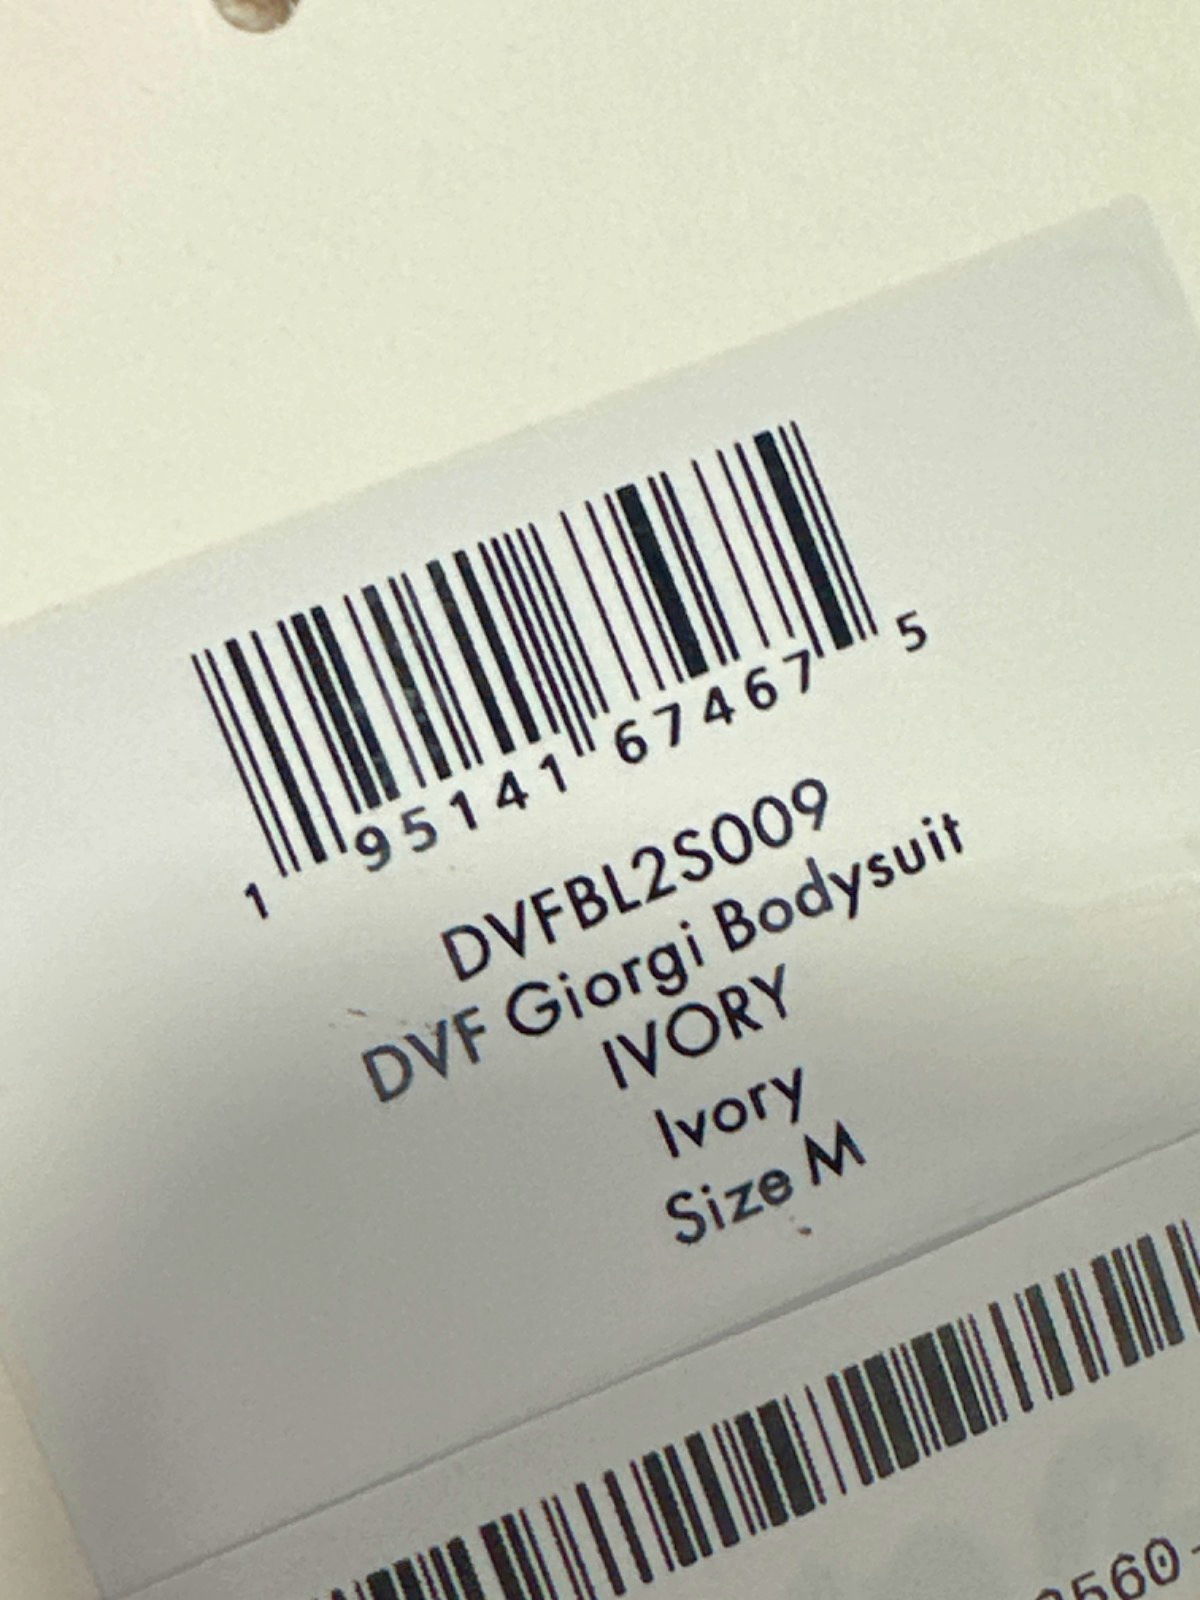 1 95141 67467 5
DVFBL2S009
DVF Giorgi Bodysuit
IVORY
Ivory
Size M